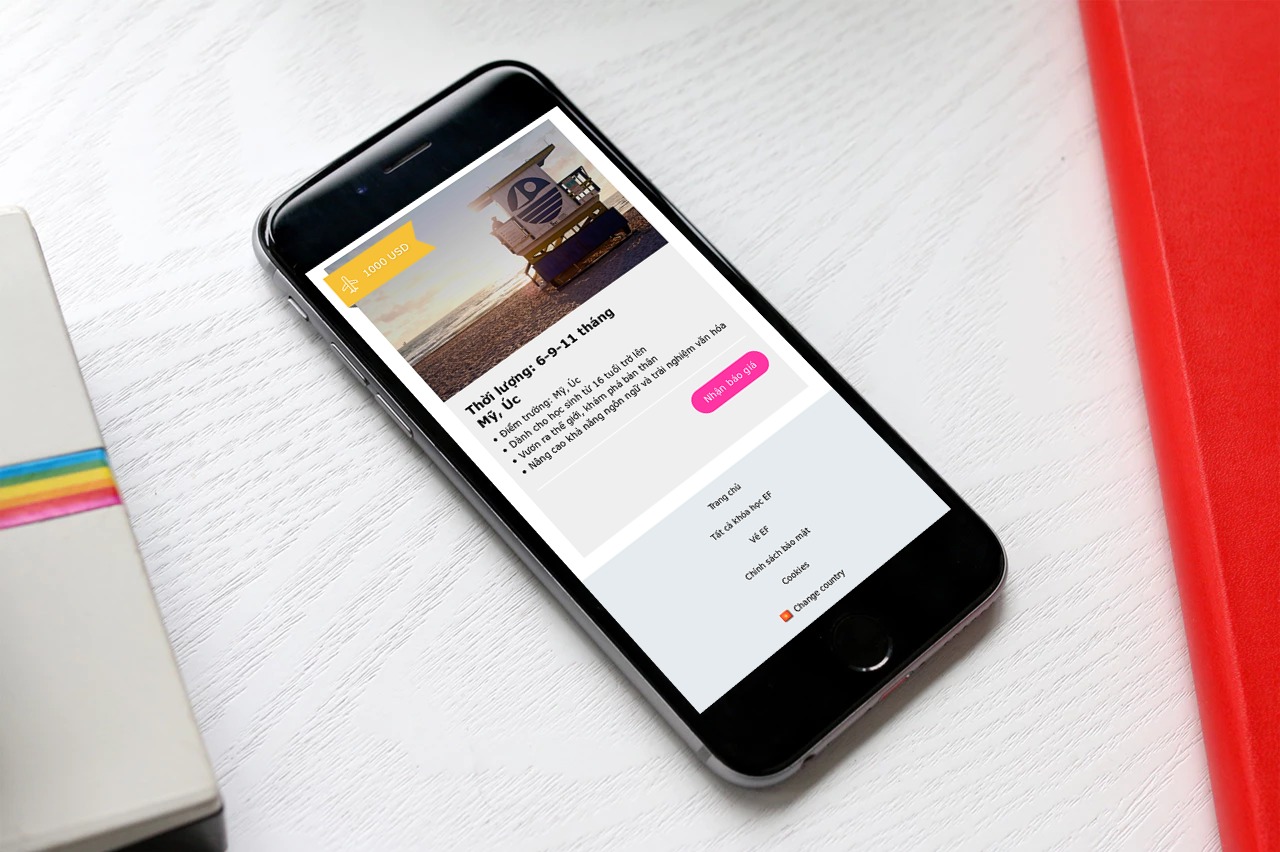 1000 USD
Thời lượng: 6-9-11 tháng
Mỹ, Úc
• Điểm trường: Mỹ, Úc
• Dành cho học sinh từ 16 tuổi trở lên
• Vươn ra thế giới, khám phá bản thân
• Nâng cao khả năng ngôn ngữ và trải nghiệm văn hóa
Nhận báo giá
Trang chủ
Tất cả khóa học EF
Về EF
Chính sách bảo mật
Cookies
Change country